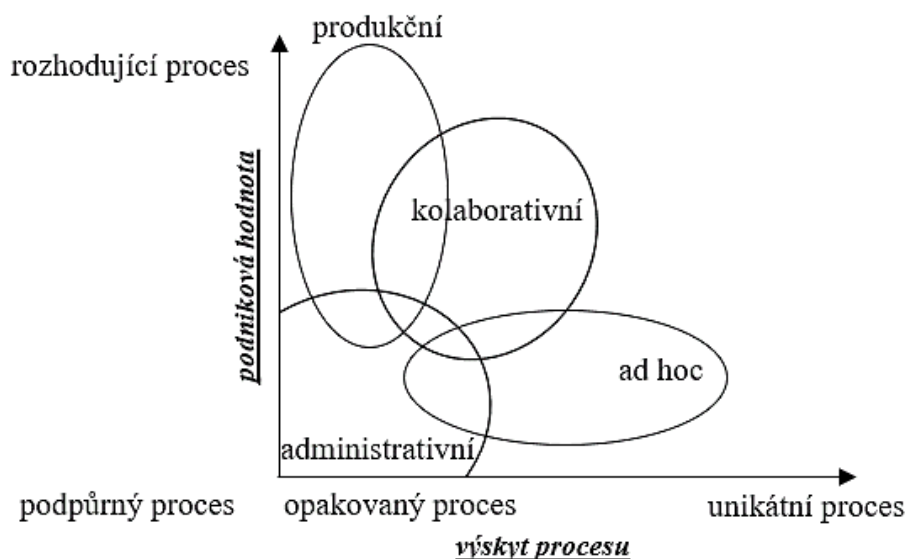 produkční
rozhodující proces
podniková hodnota
kolaborativní
ad hoc
administrativní
podpůrný proces
opakovaný proces
unikátní proces
výskyt procesu